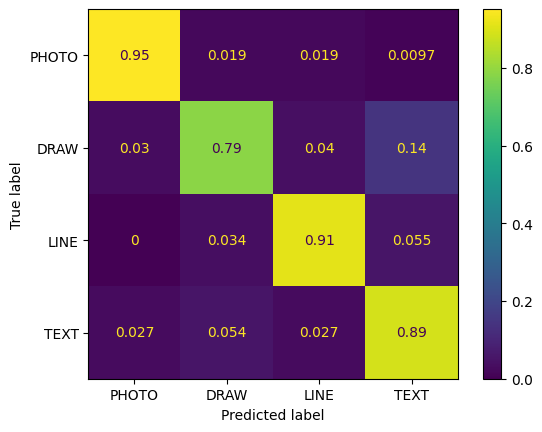 PHOTO 0.95 0.019 0.019 0.0097
DRAW 0.03 0.79 0.04 0.14
LINE 0 0.034 0.91 0.055
TEXT 0.027 0.054 0.027 0.89
PHOTO DRAW LINE TEXT
Predicted label
True label
0.8
0.6
0.4
0.2
0.0